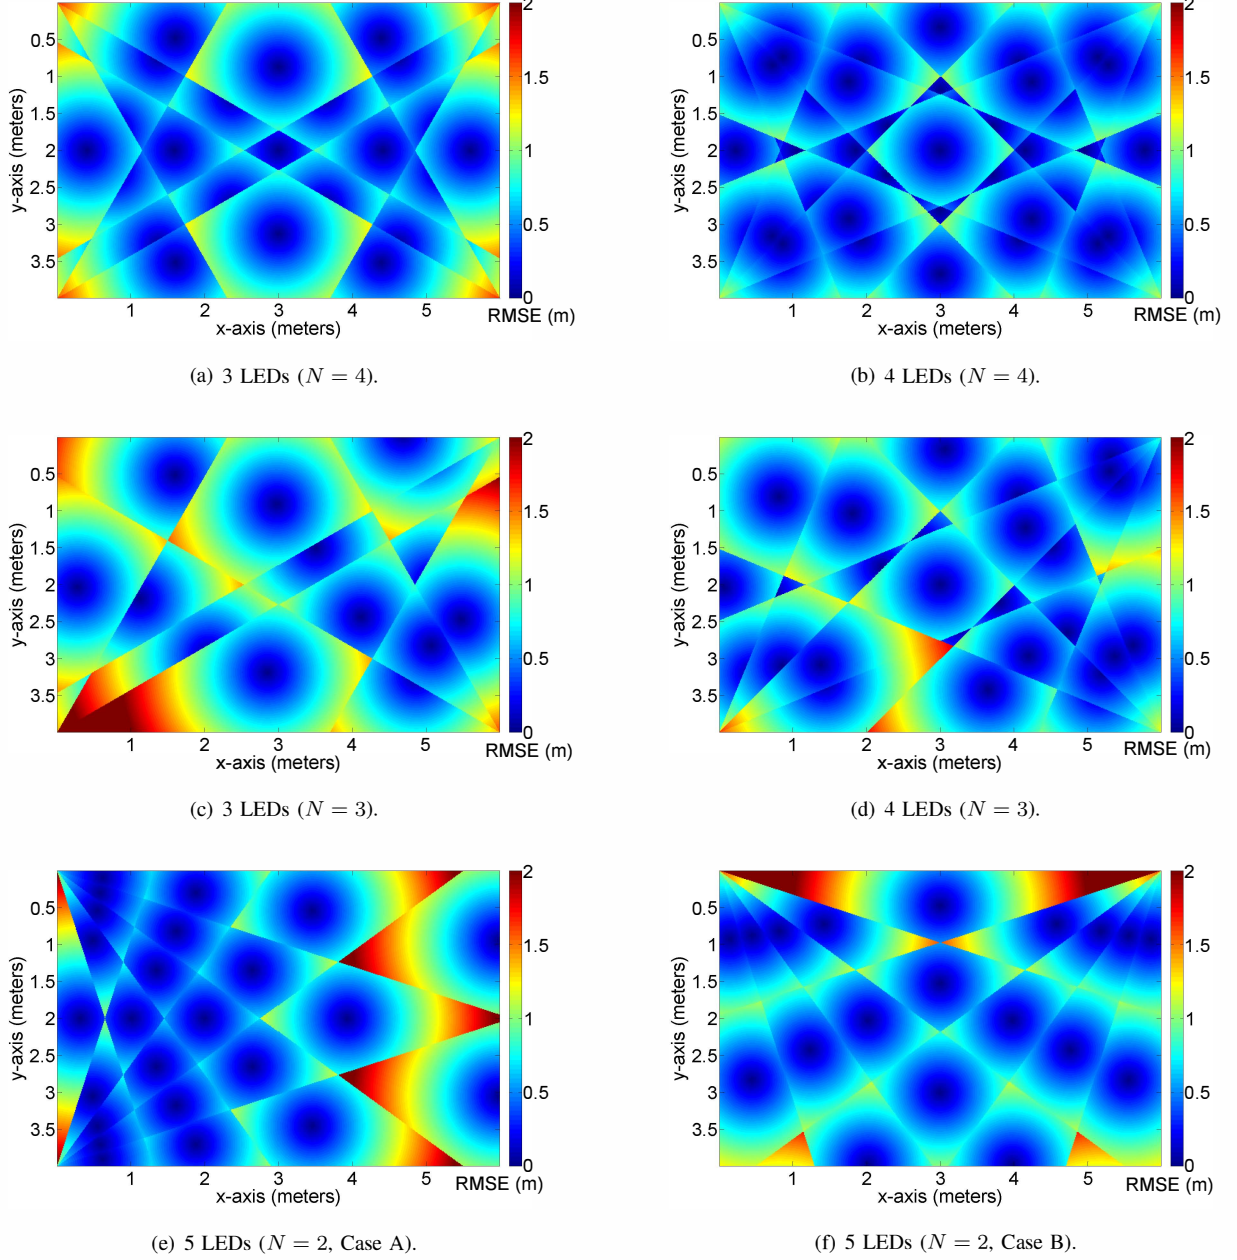 2
0.5
1
1.5
2
2.5
3
3.5
1 2 3 4 5
2
1.5
1
0.5
0
y-axis (meters)
x-axis (meters)
RMSE (m)
(a) 3 LEDs (N = 4).
2
0.5
1
1.5
2
2.5
3
3.5
1 2 3 4 5
1.5
1
0.5
0
y-axis (meters)
x-axis (meters)
RMSE (m)
(b) 4 LEDs (N = 4).
0.5
1
1.5
2
2.5
3
3.5
1 2 3 4 5
2
1.5
1
0.5
0
y-axis (meters)
x-axis (meters)
RMSE (m)
(c) 3 LEDs (N = 3).
0.5
1
1.5
2
2.5
3
3.5
1 2 3 4 5
2
1.5
1
0.5
0
y-axis (meters)
x-axis (meters)
RMSE (m)
(d) 4 LEDs (N = 3).
0.5
1
1.5
2
2.5
3
3.5
1 2 3 4 5
2
1.5
1
0.5
0
y-axis (meters)
x-axis (meters)
RMSE (m)
(e) 5 LEDs (N = 2, Case A).
0.5
1
1.5
2
2.5
3
3.5
1 2 3 4 5
2
1.5
1
0.5
0
y-axis (meters)
x-axis (meters)
RMSE (m)
(f) 5 LEDs (N = 2, Case B).